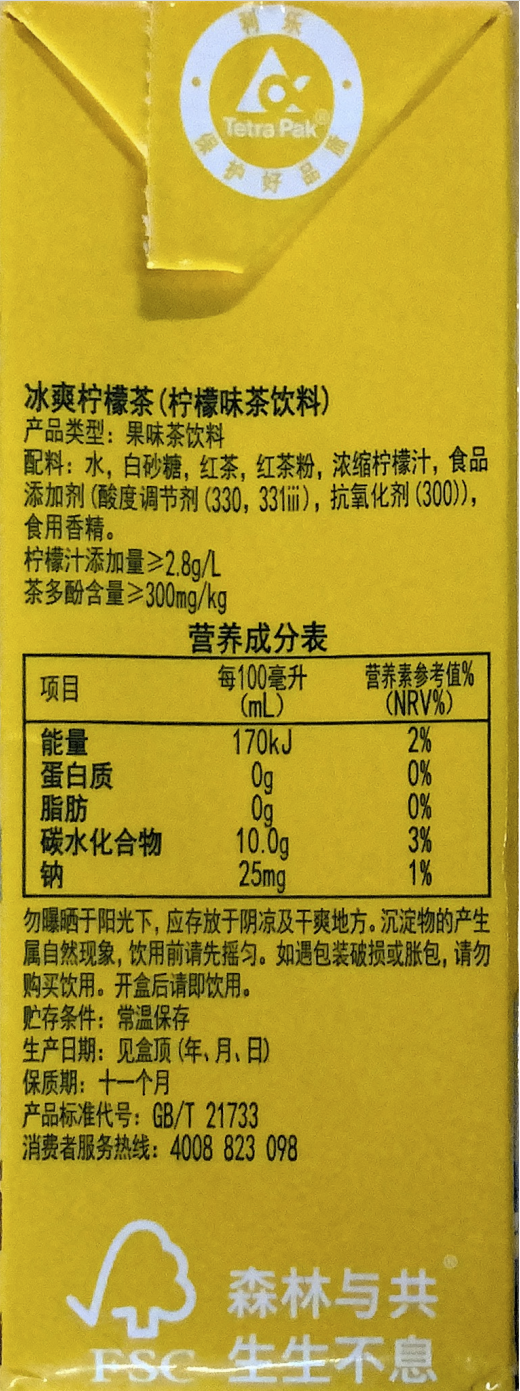 利乐
Tetra Pak®
保护好品质
冰爽柠檬茶(柠檬味茶饮料)
产品类型：果味茶饮料
配料：水，白砂糖，红茶，红茶粉，浓缩柠檬汁，食品
添加剂(酸度调节剂(330，331iii)，抗氧化剂(300))，
食用香精。
柠檬汁添加量≥2.8g/L
茶多酚含量≥300mg/kg
营养成分表
项目 每100毫升(mL) 营养素参考值%(NRV%)
能量 170kJ 2%
蛋白质 0g 0%
脂肪 0g 0%
碳水化合物 10.0g 3%
钠 25mg 1%
勿曝晒于阳光下，应存放于阴凉及干爽地方。沉淀物的产生
属自然现象，饮用前请先摇匀。如遇包装破损或胀包，请勿
购买饮用。开盒后请即饮用。
贮存条件：常温保存
生产日期：见盒顶(年、月、日)
保质期：十一个月
产品标准代号：GB/T 21733
消费者服务热线：4008 823 098
森林与共®
FSC 生生不息